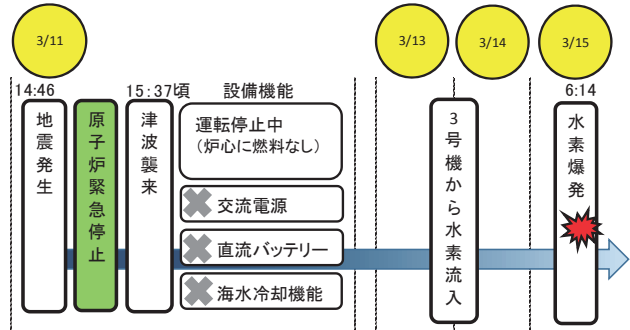 3/11
3/13
3/14
3/15
14:46
15:37頃
設備機能
6:14
地震発生
原子炉緊急停止
津波襲来
運転停止中
(炉心に燃料なし)
交流電源
直流バッテリー
海水冷却機能
3号機から水素流入
水素爆発